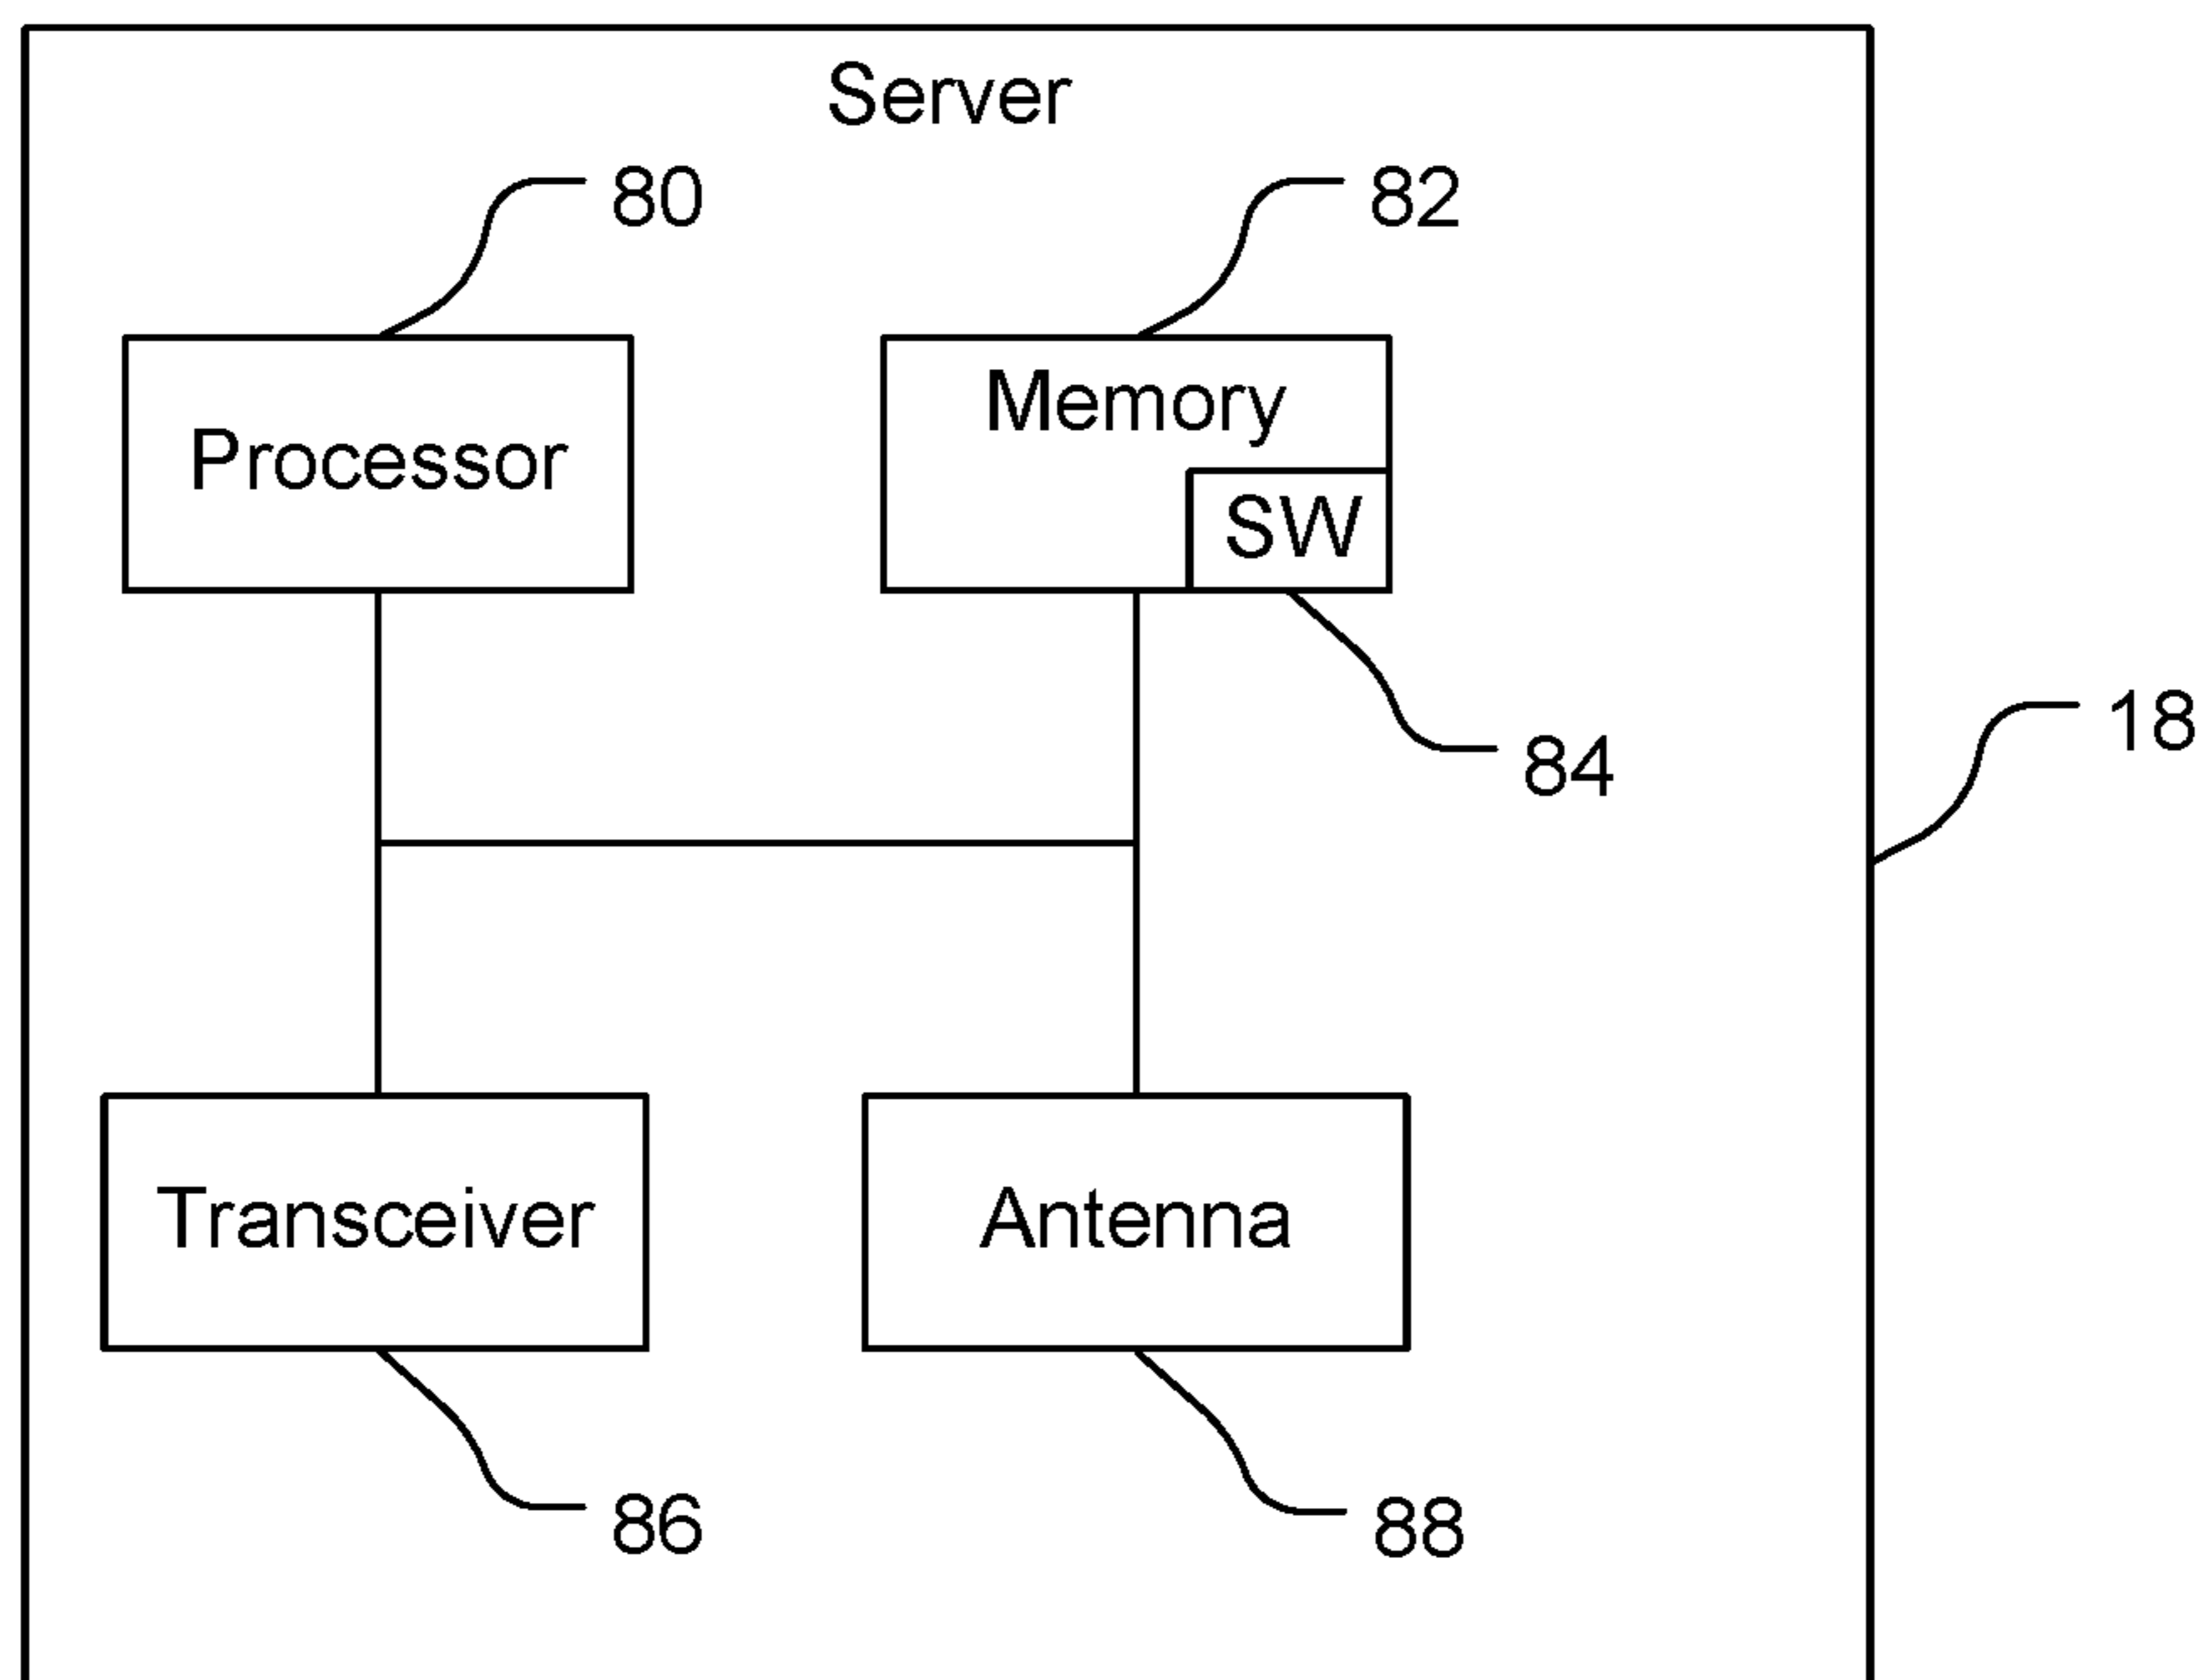 Server
80
82
Processor
Memory
SW
84
18
Transceiver
Antenna
86
88